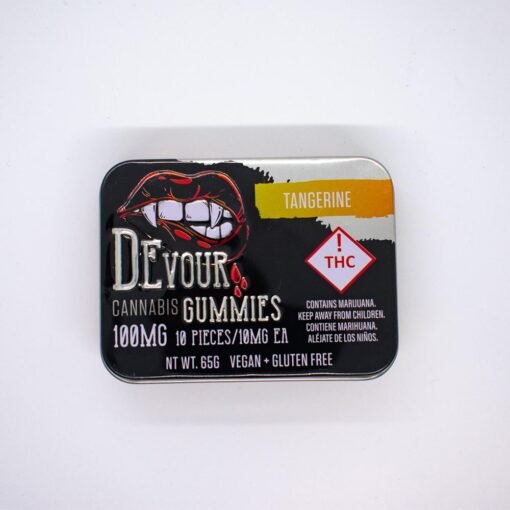 TANGERINE
DEVOUR
CANNABIS GUMMIES
100MG 10 PIECES/10MG EA
NT WT. 65G VEGAN + GLUTEN FREE
!
THC
CONTAINS MARIJUANA.
KEEP AWAY FROM CHILDREN.
CONTIENE MARIHUANA.
ALÉJATE DE LOS NIÑOS.